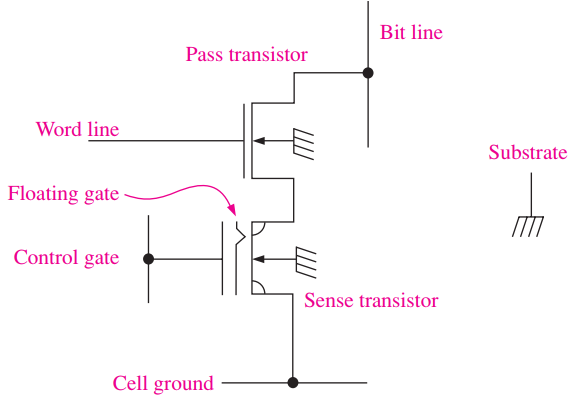 Bit line
Pass transistor
Word line
Substrate
Floating gate
Control gate
Sense transistor
Cell ground